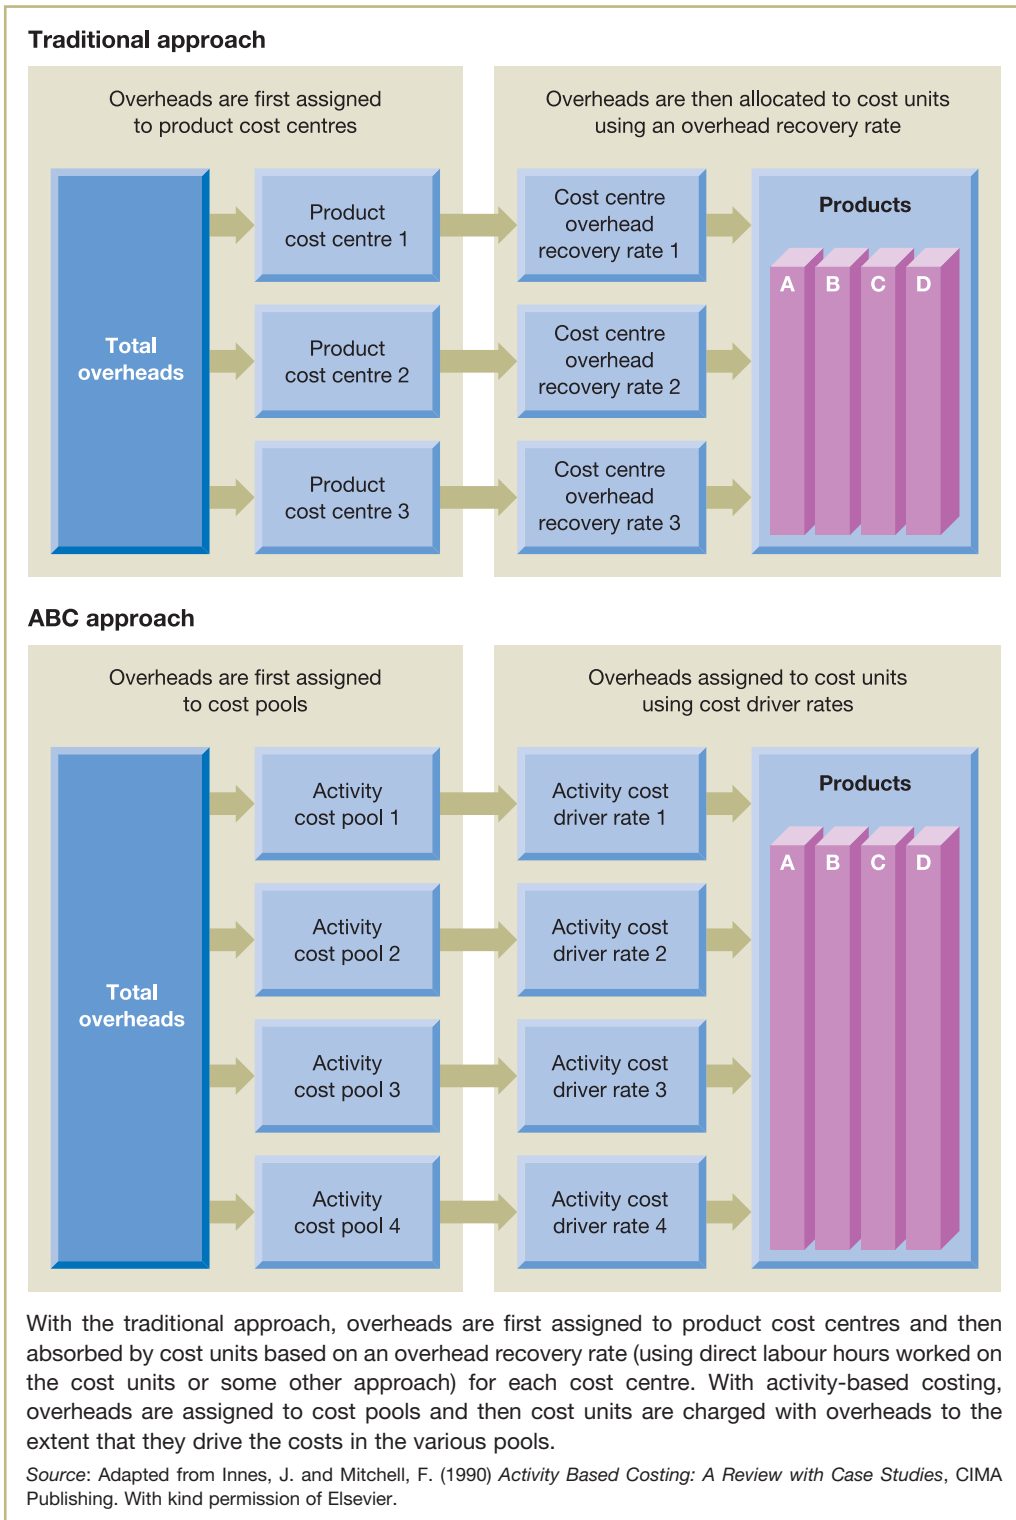 Traditional approach
Overheads are first assigned
to product cost centres
Overheads are then allocated to cost units
using an overhead recovery rate
Total
overheads
Product
cost centre 1
Cost centre
overhead
recovery rate 1
Product
cost centre 2
Cost centre
overhead
recovery rate 2
Product
cost centre 3
Cost centre
overhead
recovery rate 3
Products
A B C D
ABC approach
Overheads are first assigned
to cost pools
Overheads assigned to cost units
using cost driver rates
Total
overheads
Activity
cost pool 1
Activity cost
driver rate 1
Activity
cost pool 2
Activity cost
driver rate 2
Activity
cost pool 3
Activity cost
driver rate 3
Activity
cost pool 4
Activity cost
driver rate 4
Products
A B C D
With the traditional approach, overheads are first assigned to product cost centres and then
absorbed by cost units based on an overhead recovery rate (using direct labour hours worked on
the cost units or some other approach) for each cost centre. With activity-based costing,
overheads are assigned to cost pools and then cost units are charged with overheads to the
extent that they drive the costs in the various pools.
Source: Adapted from Innes, J. and Mitchell, F. (1990) Activity Based Costing: A Review with Case Studies, CIMA
Publishing. With kind permission of Elsevier.